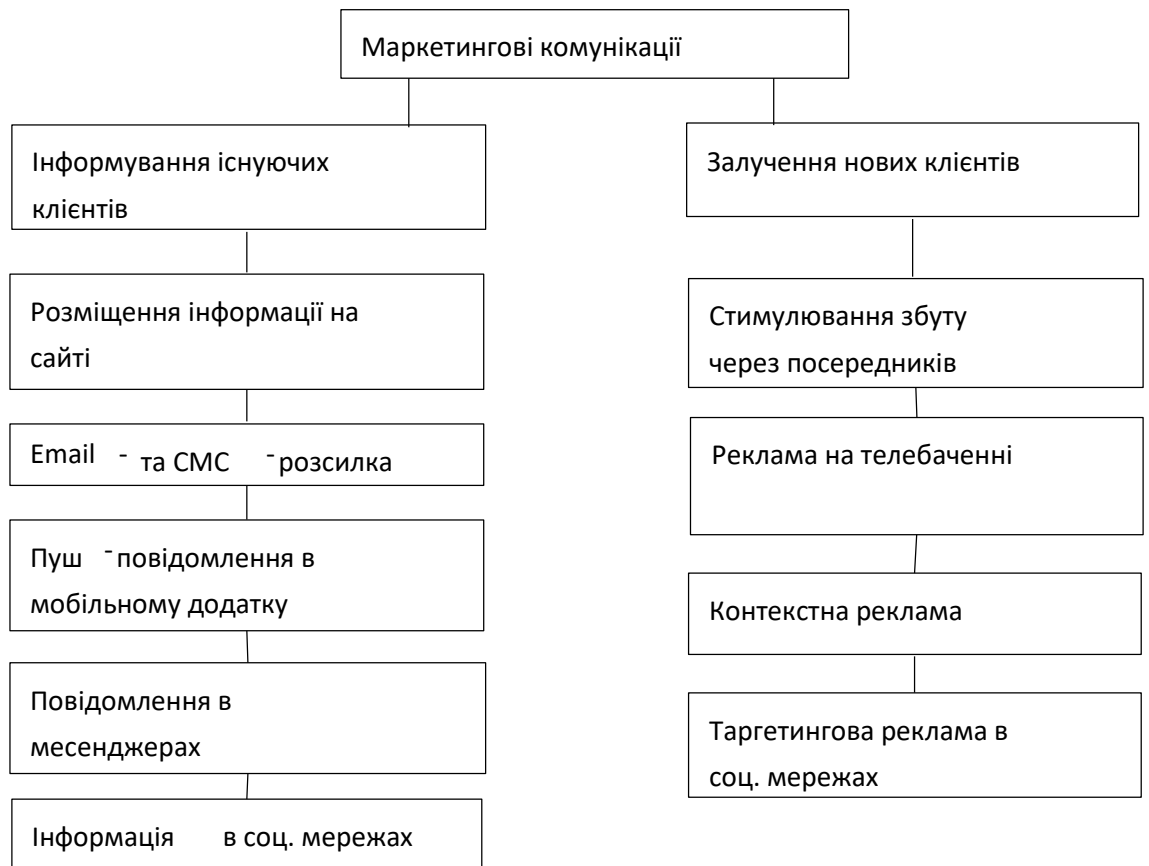 Маркетингові комунікації
Інформування існуючих
клієнтів
Розміщення інформації на
сайті
Email - та СМС -розсилка
Пуш -повідомлення в
мобільному додатку
Повідомлення в
месенджерах
Інформація в соц. мережах
Залучення нових клієнтів
Стимулювання збуту
через посередників
Реклама на телебаченні
Контекстна реклама
Таргетингова реклама в
соц. мережах